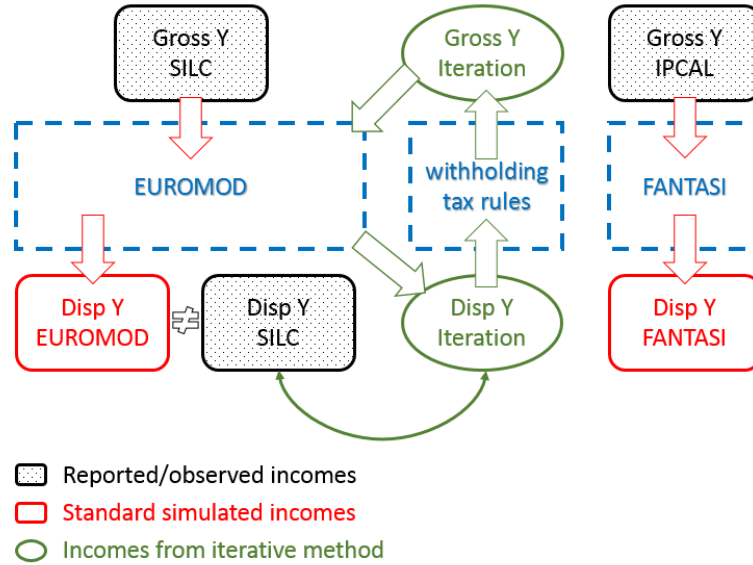 Gross Y
SILC
Gross Y
Iteration
Gross Y
IPCAL
EUROMOD
withholding
tax rules
FANTASI
Disp Y
EUROMOD
≠
Disp Y
SILC
Disp Y
Iteration
Disp Y
FANTASI
Reported/observed incomes
Standard simulated incomes
Incomes from iterative method